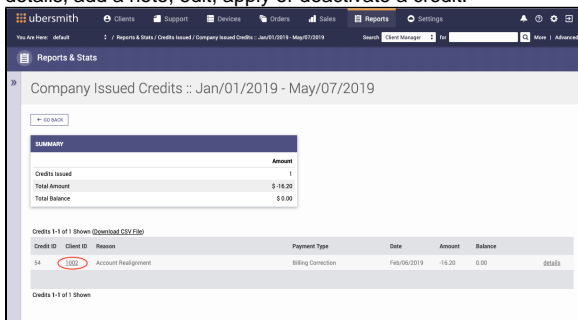 details, add a note, edit, apply or deactivate a credit.
ubersmith Clients Support Devices Orders Sales Reports Settings
You Are Here: default / Reports & Stats / Credits Issued / Company Issued Credits :: Jan/01/2019 - May/07/2019 Search Client Manager for More | Advanced
Reports & Stats
Company Issued Credits :: Jan/01/2019 - May/07/2019
← GO BACK
SUMMARY
Amount
Credits Issued 1
Total Amount $ -16.20
Total Balance $ 0.00
Credits 1-1 of 1 Shown (Download CSV File)
Credit ID Client ID Reason Payment Type Date Amount Balance
54 1002 Account Realignment Billing Correction Feb/06/2019 -16.20 0.00 details
Credits 1-1 of 1 Shown